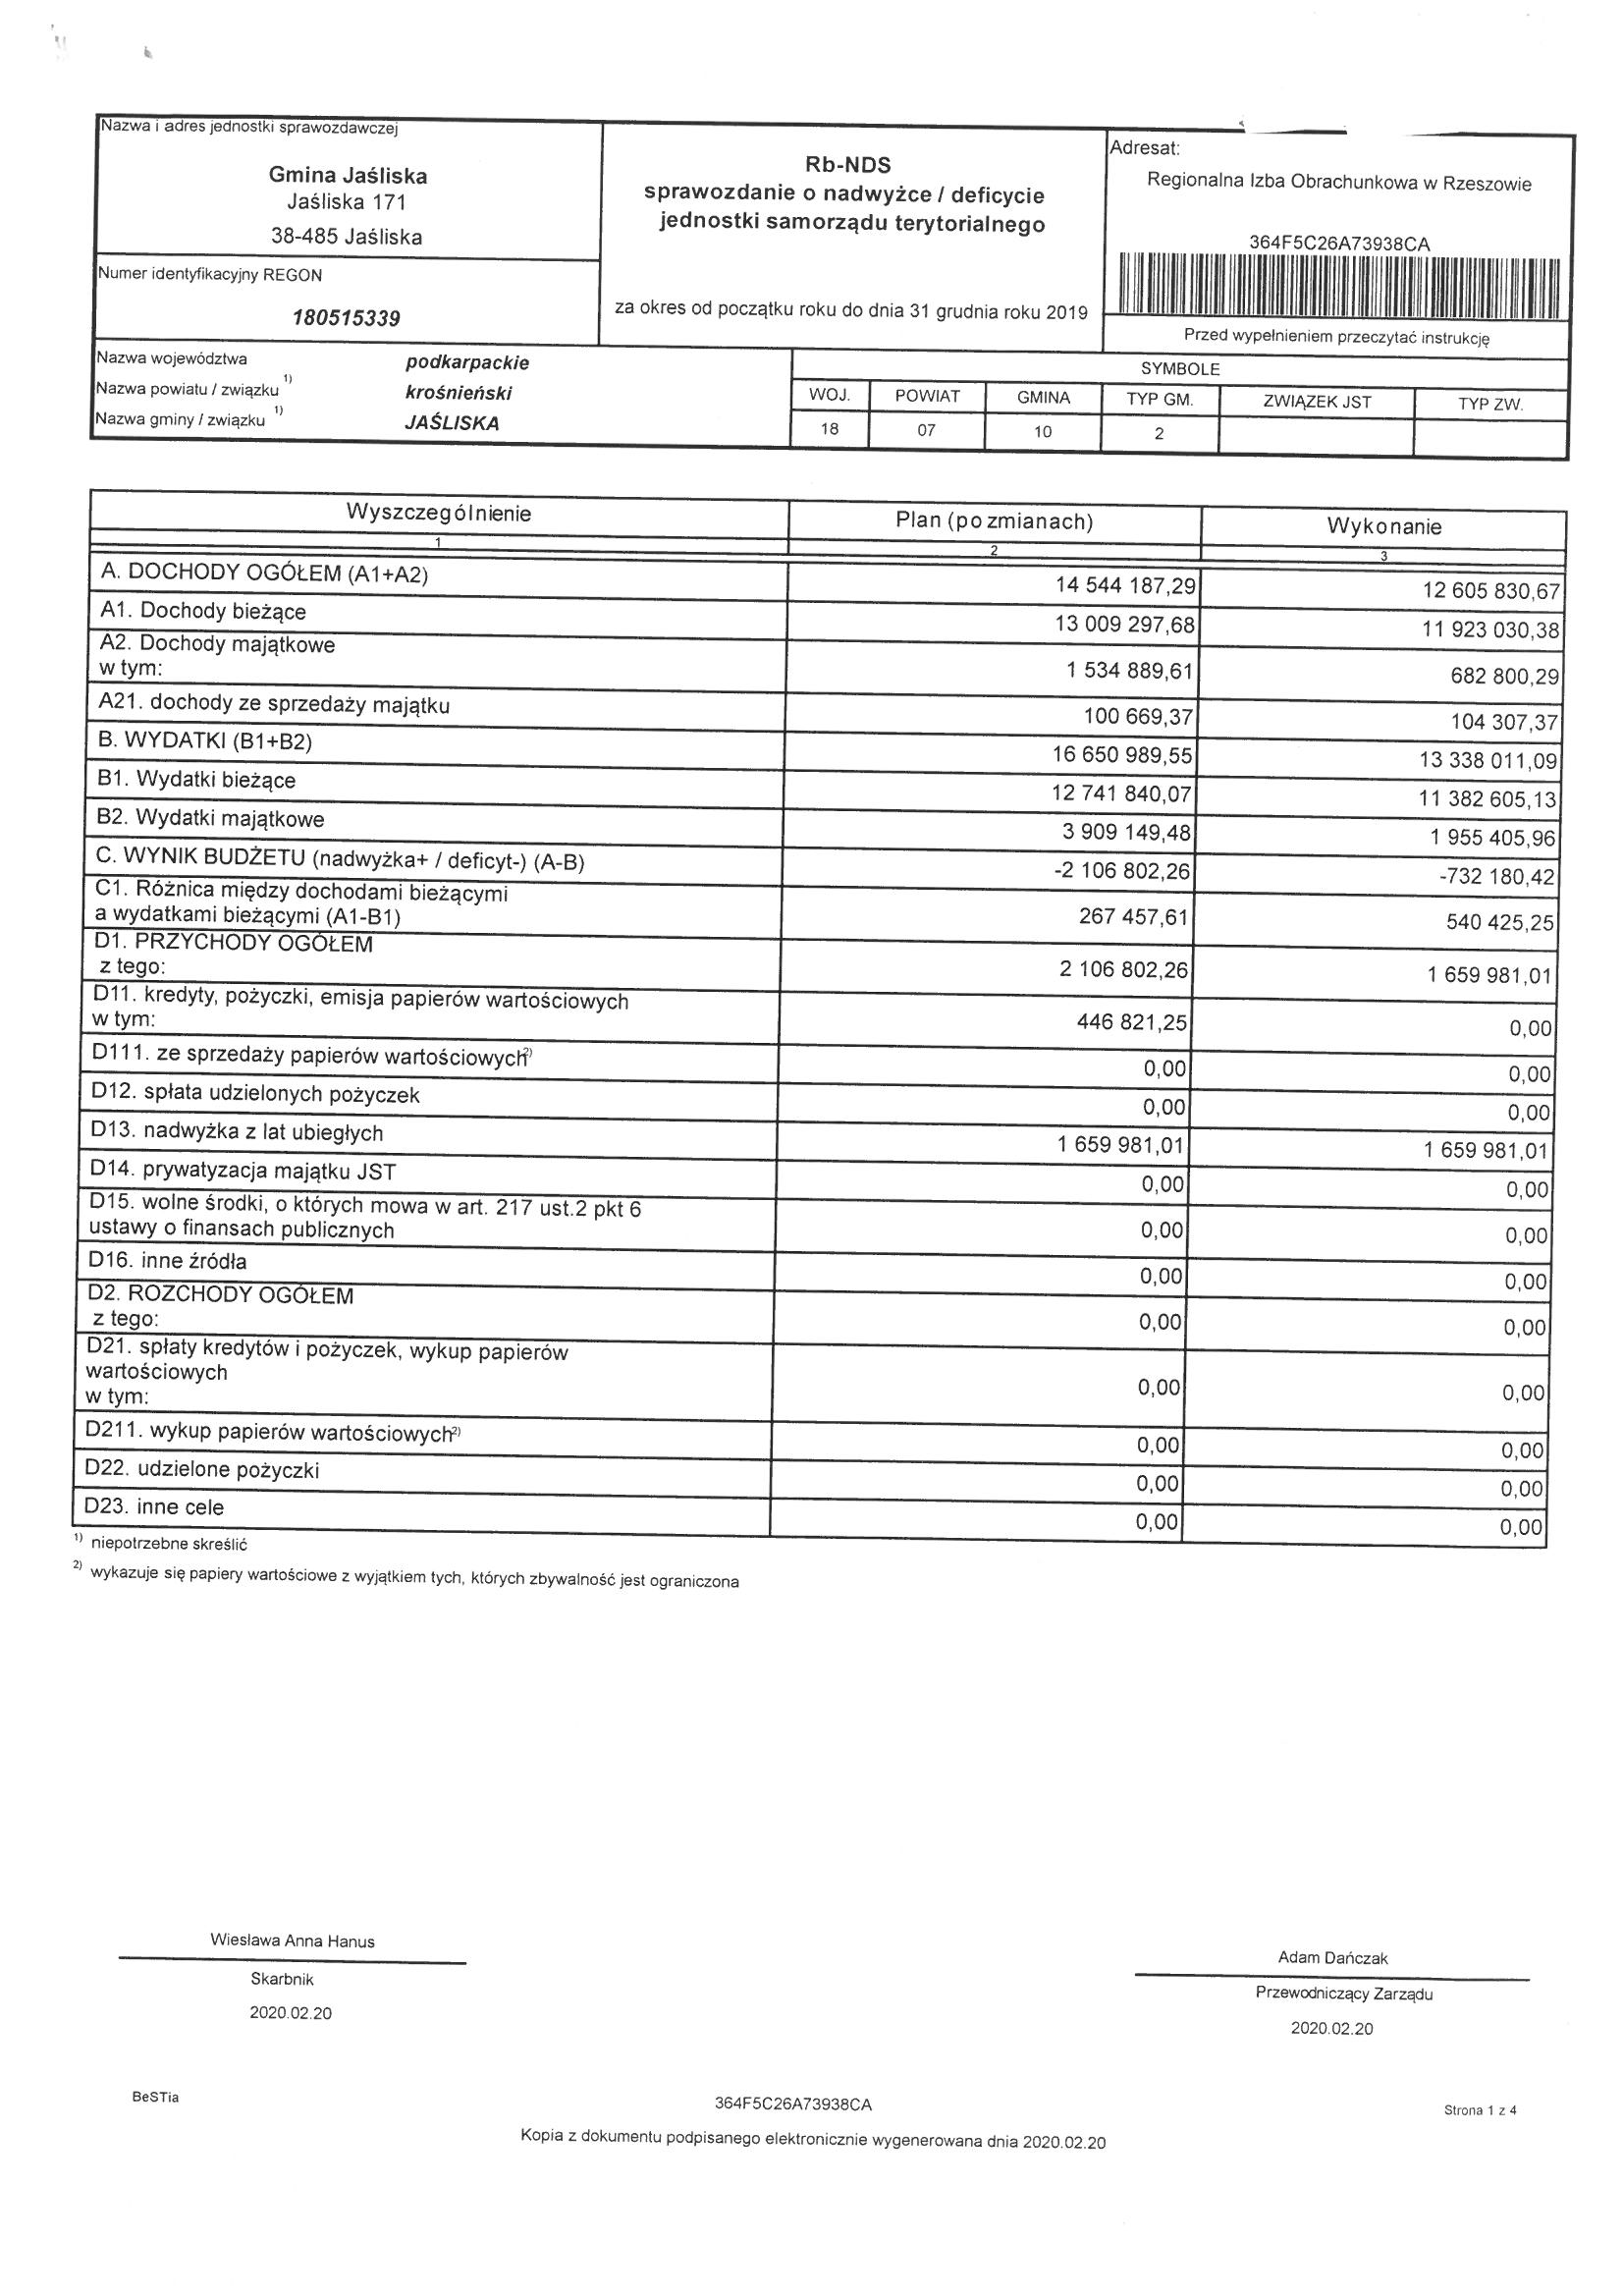 Nazwa i adres jednostki sprawozdawczej
Gmina Jaśliska
Jaśliska 171
38-485 Jaśliska
Numer identyfikacyjny REGON
180515339
Rb-NDS
sprawozdanie o nadwyżce / deficycie
jednostki samorządu terytorialnego
za okres od początku roku do dnia 31 grudnia roku 2019
Adresat:
Regionalna Izba Obrachunkowa w Rzeszowie
364F5C26A73938CA
Przed wypełnieniem przeczytać instrukcję
Nazwa województwa podkarpackie
Nazwa powiatu / związku 1) krośnieński
Nazwa gminy / związku 1) JAŚLISKA
SYMBOLE
WOJ. POWIAT GMINA TYP GM. ZWIĄZEK JST TYP ZW.
18 07 10 2
Wyszczególnienie Plan (po zmianach) Wykonanie
1 2 3
A. DOCHODY OGÓŁEM (A1+A2) 14 544 187,29 12 605 830,67
A1. Dochody bieżące 13 009 297,68 11 923 030,38
A2. Dochody majątkowe
w tym: 1 534 889,61 682 800,29
A21. dochody ze sprzedaży majątku 100 669,37 104 307,37
B. WYDATKI (B1+B2) 16 650 989,55 13 338 011,09
B1. Wydatki bieżące 12 741 840,07 11 382 605,13
B2. Wydatki majątkowe 3 909 149,48 1 955 405,96
C. WYNIK BUDŻETU (nadwyżka+ / deficyt-) (A-B) -2 106 802,26 -732 180,42
C1. Różnica między dochodami bieżącymi
a wydatkami bieżącymi (A1-B1) 267 457,61 540 425,25
D1. PRZYCHODY OGÓŁEM
z tego: 2 106 802,26 1 659 981,01
D11. kredyty, pożyczki, emisja papierów wartościowych
w tym: 446 821,25 0,00
D111. ze sprzedaży papierów wartościowych2) 0,00 0,00
D12. spłata udzielonych pożyczek 0,00 0,00
D13. nadwyżka z lat ubiegłych 1 659 981,01 1 659 981,01
D14. prywatyzacja majątku JST 0,00 0,00
D15. wolne środki, o których mowa w art. 217 ust.2 pkt 6
ustawy o finansach publicznych 0,00 0,00
D16. inne źródła 0,00 0,00
D2. ROZCHODY OGÓŁEM
z tego: 0,00 0,00
D21. spłaty kredytów i pożyczek, wykup papierów
wartościowych
w tym: 0,00 0,00
D211. wykup papierów wartościowych2) 0,00 0,00
D22. udzielone pożyczki 0,00 0,00
D23. inne cele 0,00 0,00
1) niepotrzebne skreślić
2) wykazuje się papiery wartościowe z wyjątkiem tych, których zbywalność jest ograniczona
Wiesława Anna Hanus
Skarbnik
2020.02.20
Adam Dańczak
Przewodniczący Zarządu
2020.02.20
BeSTia 364F5C26A73938CA Strona 1 z 4
Kopia z dokumentu podpisanego elektronicznie wygenerowana dnia 2020.02.20